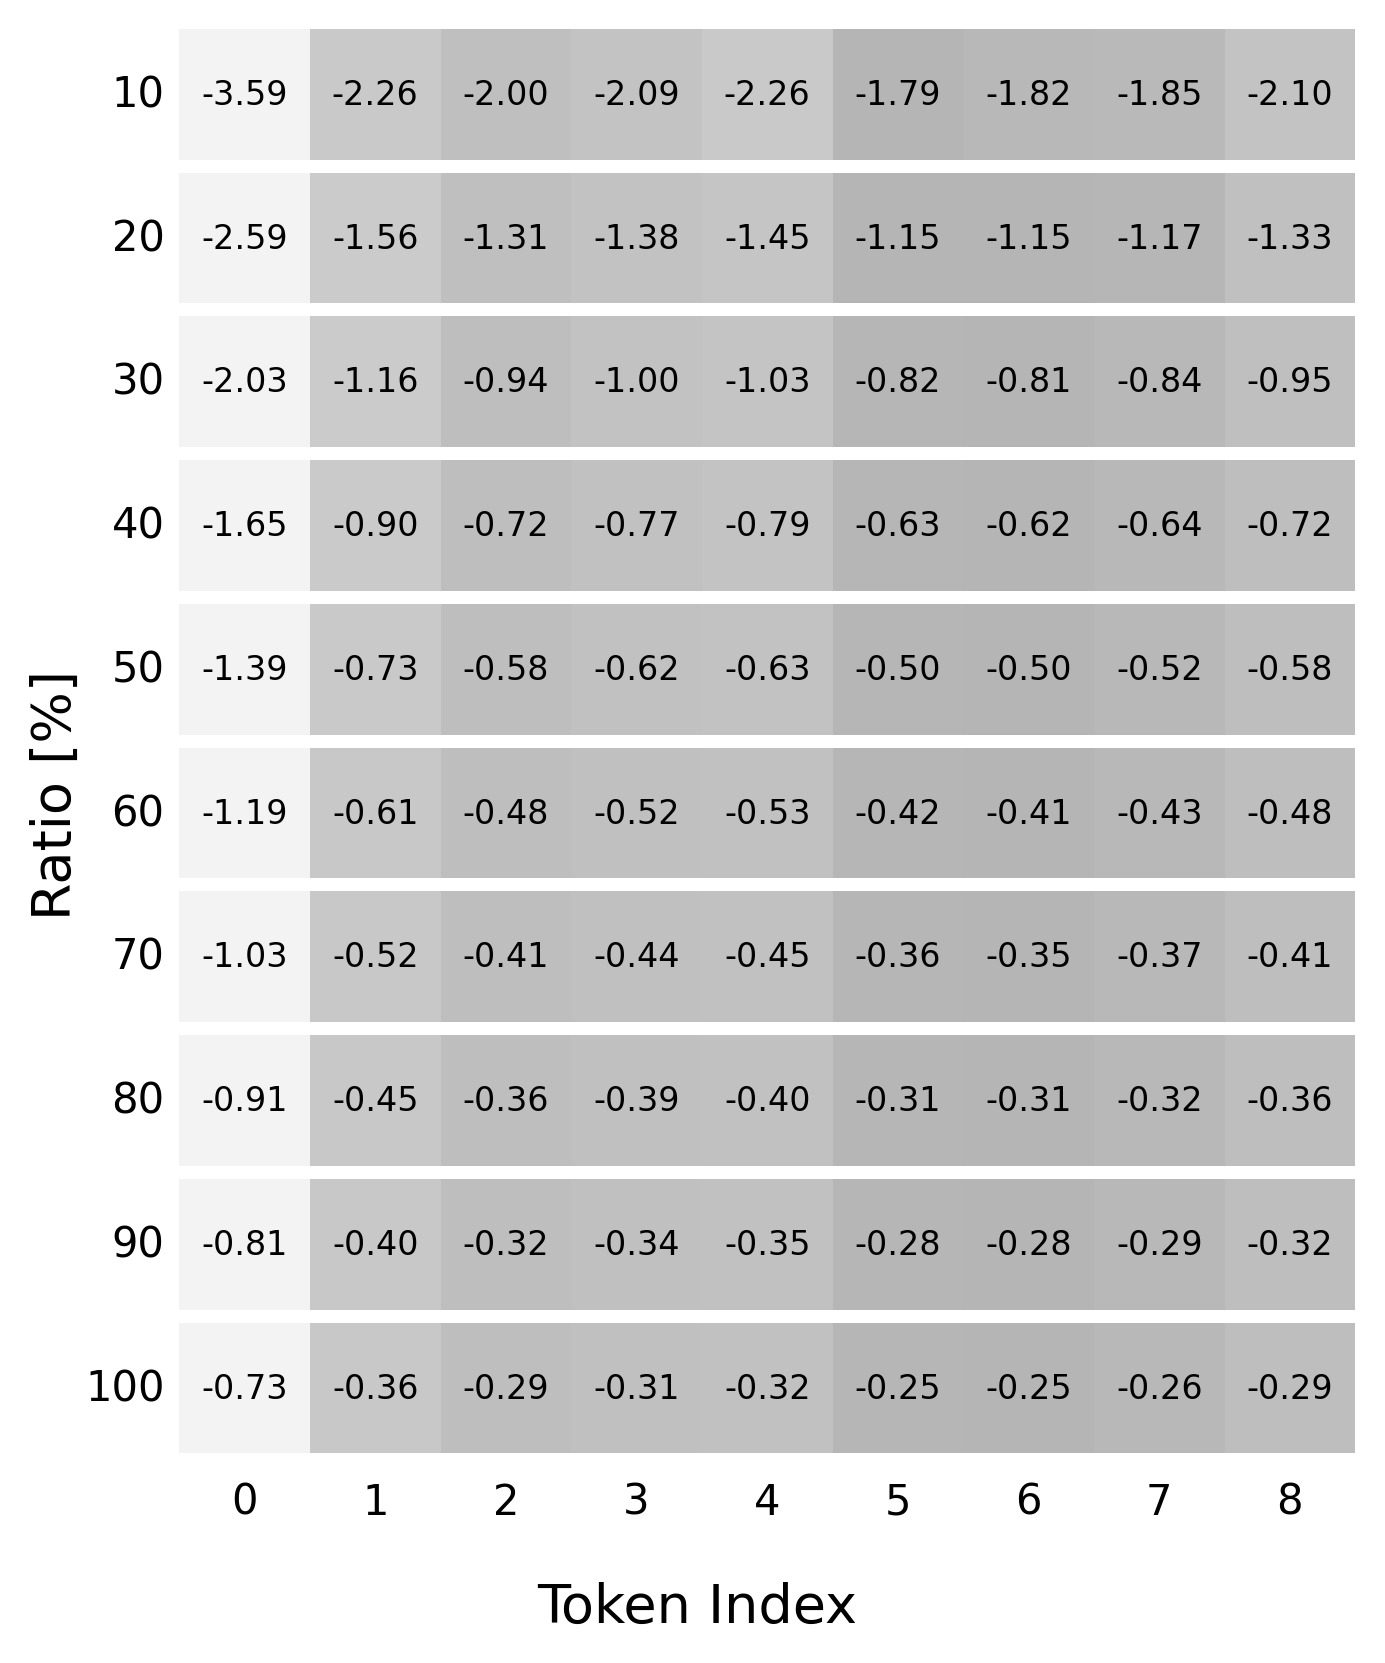 10 -3.59 -2.26 -2.00 -2.09 -2.26 -1.79 -1.82 -1.85 -2.10
20 -2.59 -1.56 -1.31 -1.38 -1.45 -1.15 -1.15 -1.17 -1.33
30 -2.03 -1.16 -0.94 -1.00 -1.03 -0.82 -0.81 -0.84 -0.95
40 -1.65 -0.90 -0.72 -0.77 -0.79 -0.63 -0.62 -0.64 -0.72
50 -1.39 -0.73 -0.58 -0.62 -0.63 -0.50 -0.50 -0.52 -0.58
60 -1.19 -0.61 -0.48 -0.52 -0.53 -0.42 -0.41 -0.43 -0.48
70 -1.03 -0.52 -0.41 -0.44 -0.45 -0.36 -0.35 -0.37 -0.41
80 -0.91 -0.45 -0.36 -0.39 -0.40 -0.31 -0.31 -0.32 -0.36
90 -0.81 -0.40 -0.32 -0.34 -0.35 -0.28 -0.28 -0.29 -0.32
100 -0.73 -0.36 -0.29 -0.31 -0.32 -0.25 -0.25 -0.26 -0.29
0 1 2 3 4 5 6 7 8
Token Index
Ratio [%]